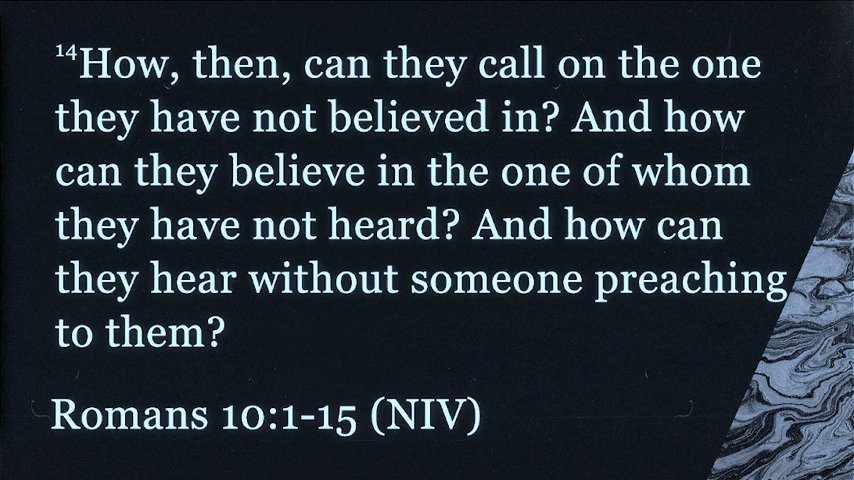 14How, then, can they call on the one
they have not believed in? And how
can they believe in the one of whom
they have not heard? And how can
they hear without someone preaching
to them?
Romans 10:1-15 (NIV)